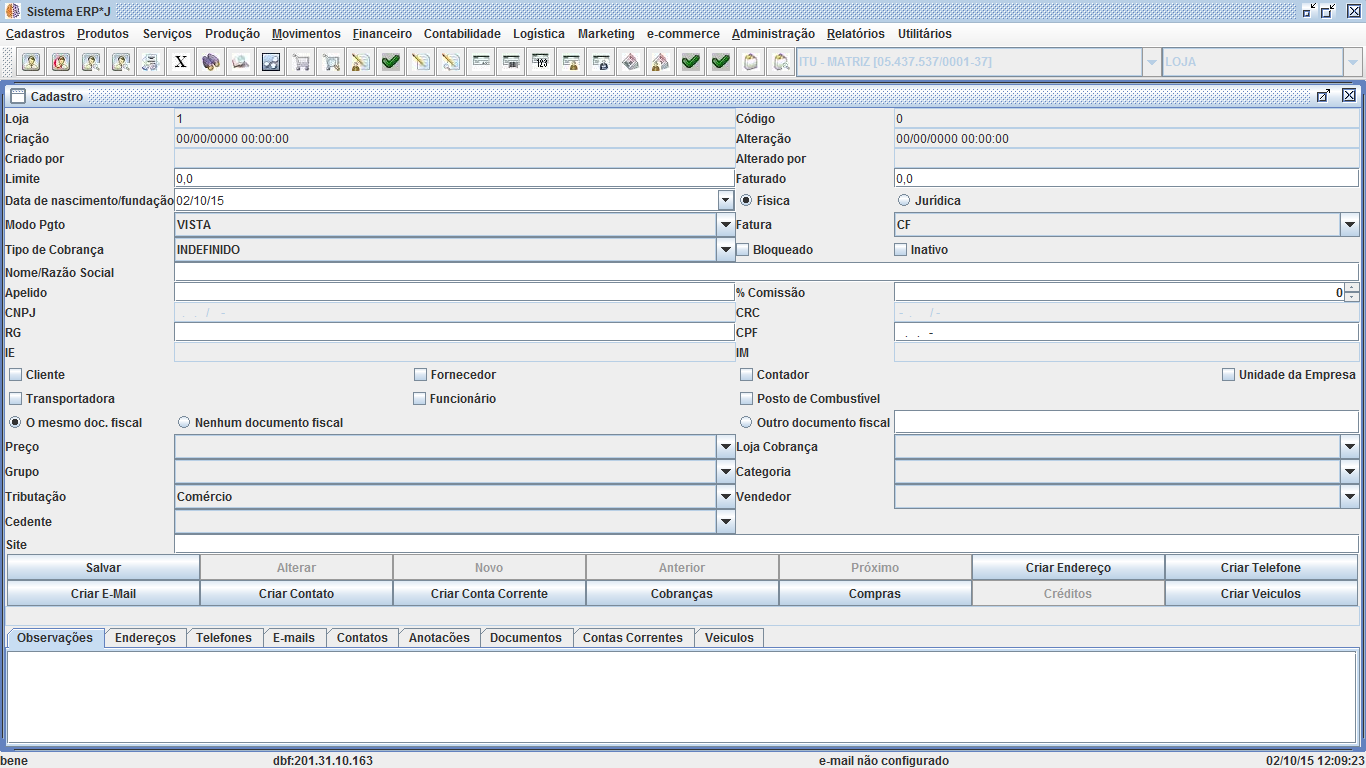 Sistema ERP*J
Cadastros Produtos Serviços Produção Movimentos Financeiro Contabilidade Logística Marketing e-commerce Administração Relatórios Utilitários
X 123 ITU - MATRIZ [05.437.537/0001-37] LOJA
Cadastro
Loja 1 Código 0
Criação 00/00/0000 00:00:00 Alteração 00/00/0000 00:00:00
Criado por Alterado por
Limite 0,0 Faturado 0,0
Data de nascimento/fundação 02/10/15 Física Jurídica
Modo Pgto VISTA Fatura CF
Tipo de Cobrança INDEFINIDO Bloqueado Inativo
Nome/Razão Social
Apelido % Comissão 0
CNPJ . . / - CRC - . / -
RG CPF . . -
IE IM
Cliente Fornecedor Contador Unidade da Empresa
Transportadora Funcionário Posto de Combustível
O mesmo doc. fiscal Nenhum documento fiscal Outro documento fiscal
Preço Loja Cobrança
Grupo Categoria
Tributação Comércio Vendedor
Cedente
Site
Salvar Alterar Novo Anterior Próximo Criar Endereço Criar Telefone
Criar E-Mail Criar Contato Criar Conta Corrente Cobranças Compras Créditos Criar Veiculos
Observações Endereços Telefones E-mails Contatos Anotacões Documentos Contas Correntes Veiculos
bene dbf:201.31.10.163 e-mail não configurado 02/10/15 12:09:23